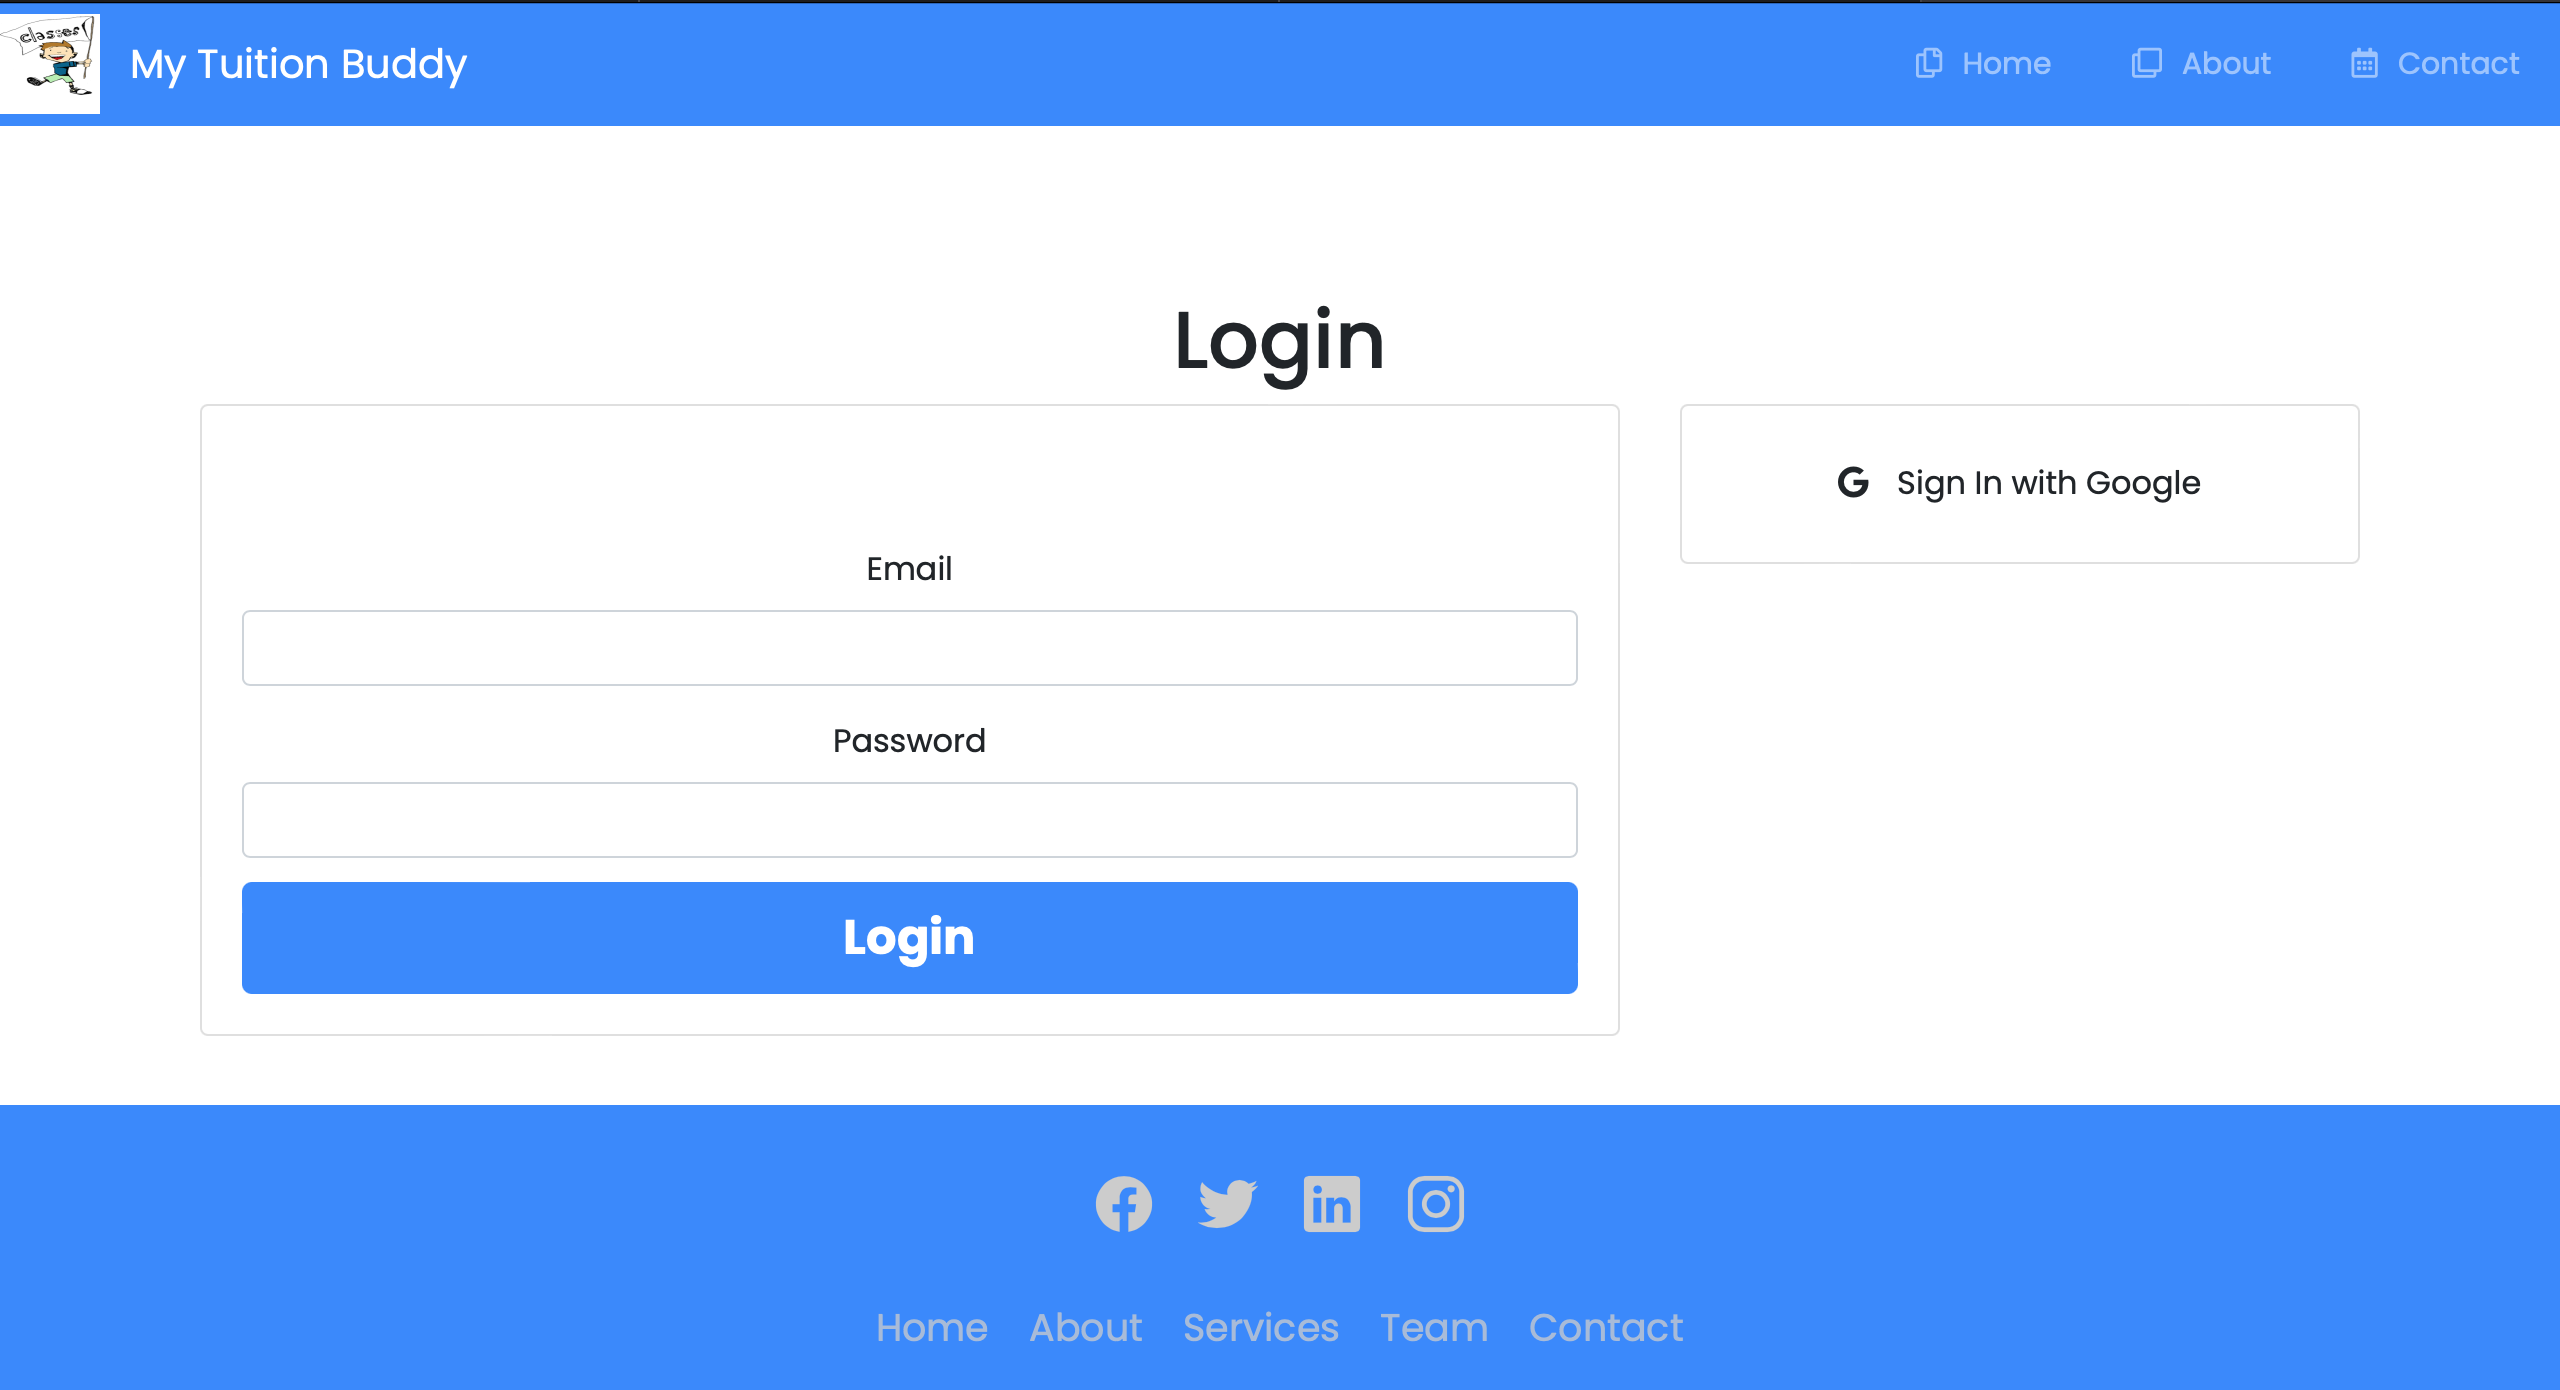 classes
My Tuition Buddy
Home
About
Contact
Login
Email
Password
Login
Sign In with Google
Home About Services Team Contact